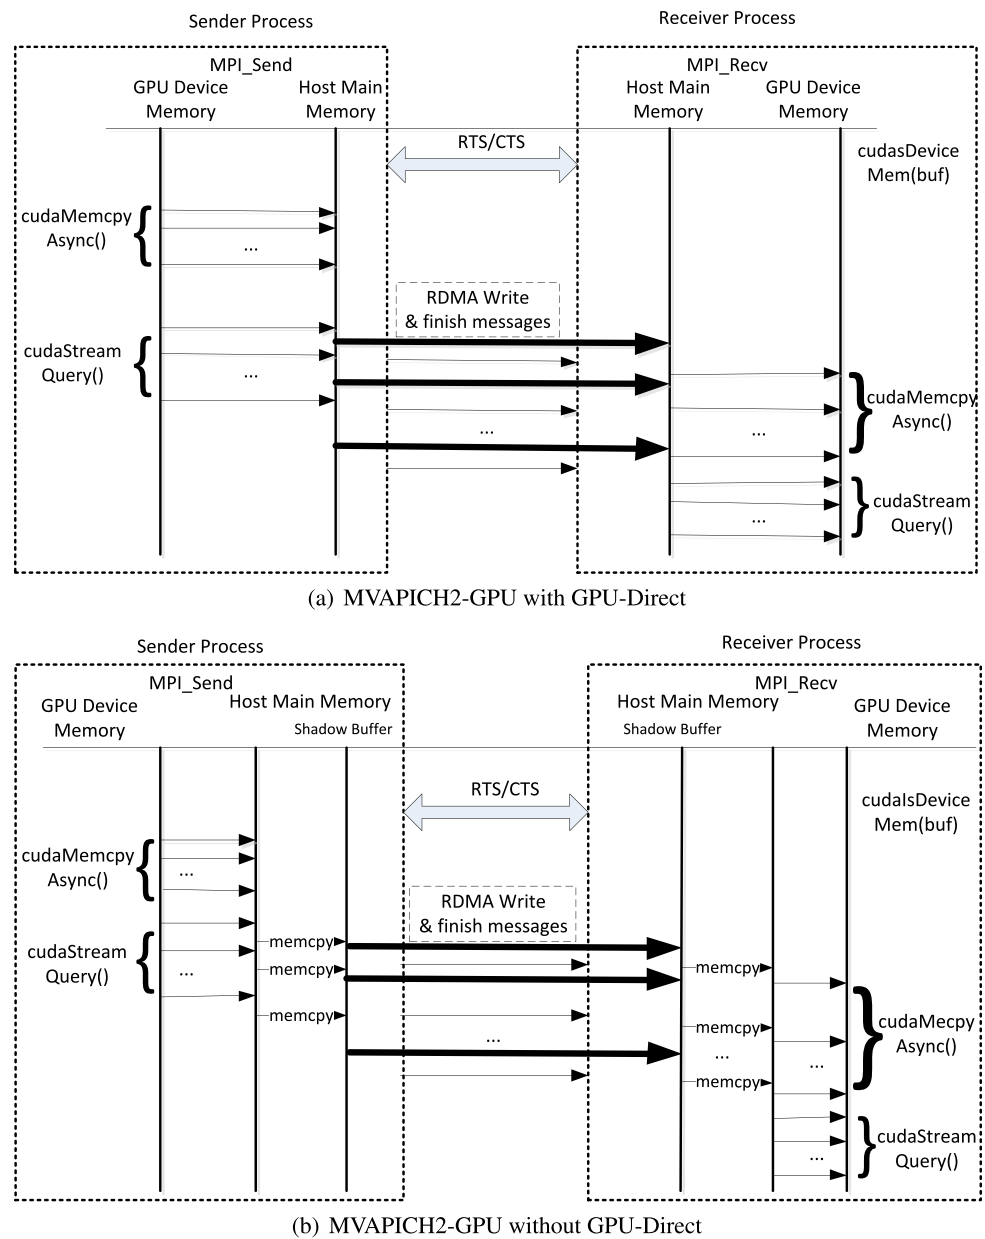 Sender Process
Receiver Process
MPI_Send
MPI_Recv
GPU Device
Memory
Host Main
Memory
Host Main
Memory
GPU Device
Memory
RTS/CTS
cudasDevice
Mem(buf)
cudaMemcpy
Async()
...
RDMA Write
& finish messages
cudaStream
Query()
...
...
cudaMemcpy
Async()
...
cudaStream
Query()
...
(a) MVAPICH2-GPU with GPU-Direct
Sender Process
Receiver Process
MPI_Send
MPI_Recv
GPU Device
Memory
Host Main Memory
Shadow Buffer
Host Main Memory
Shadow Buffer
GPU Device
Memory
RTS/CTS
cudaIsDevice
Mem(buf)
cudaMemcpy
Async()
...
RDMA Write
& finish messages
cudaStream
Query()
...
memcpy
memcpy
memcpy
...
memcpy
memcpy
...
memcpy
cudaMecpy
Async()
...
cudaStream
Query()
...
(b) MVAPICH2-GPU without GPU-Direct